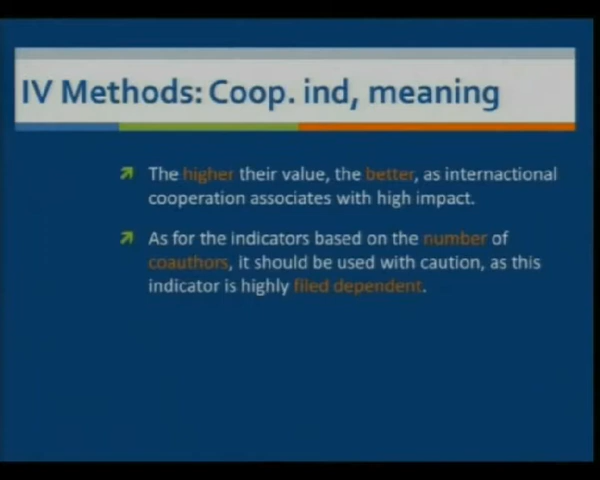 IV Methods: Coop. ind, meaning
The higher their value, the better, as internactional
cooperation associates with high impact.
As for the indicators based on the number of
coauthors, it should be used with caution, as this
indicator is highly filed dependent.